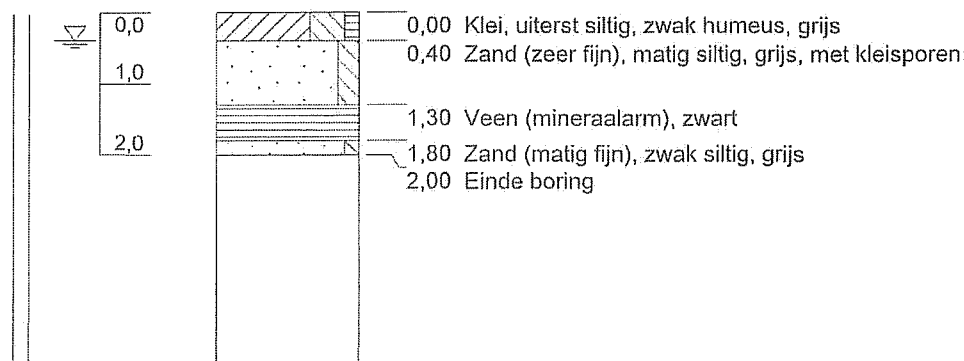 0,0
1,0
2,0
0,00 Klei, uiterst siltig, zwak humeus, grijs
0,40 Zand (zeer fijn), matig siltig, grijs, met kleisporen
1,30 Veen (mineraalarm), zwart
1,80 Zand (matig fijn), zwak siltig, grijs
2,00 Einde boring